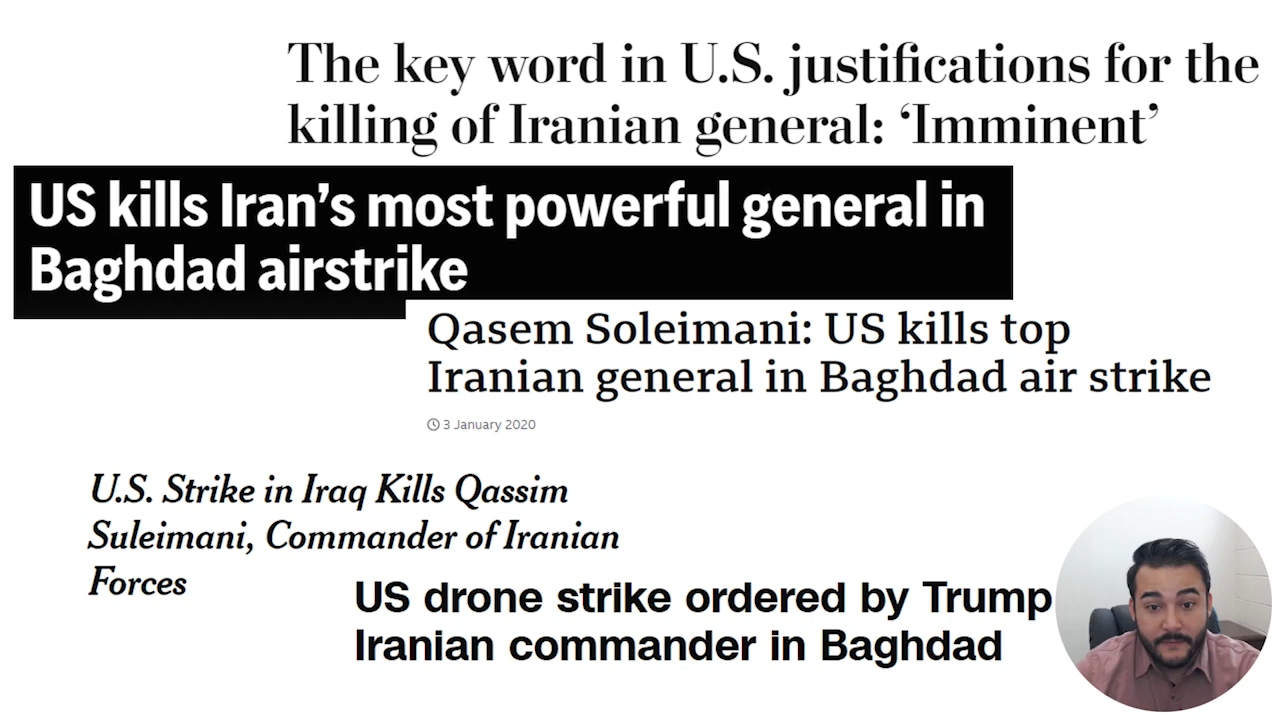 The key word in U.S. justifications for the
killing of Iranian general: ‘Imminent’
US kills Iran’s most powerful general in
Baghdad airstrike
Qasem Soleimani: US kills top
Iranian general in Baghdad air strike
3 January 2020
U.S. Strike in Iraq Kills Qassim
Suleimani, Commander of Iranian
Forces
US drone strike ordered by Trump
Iranian commander in Baghdad